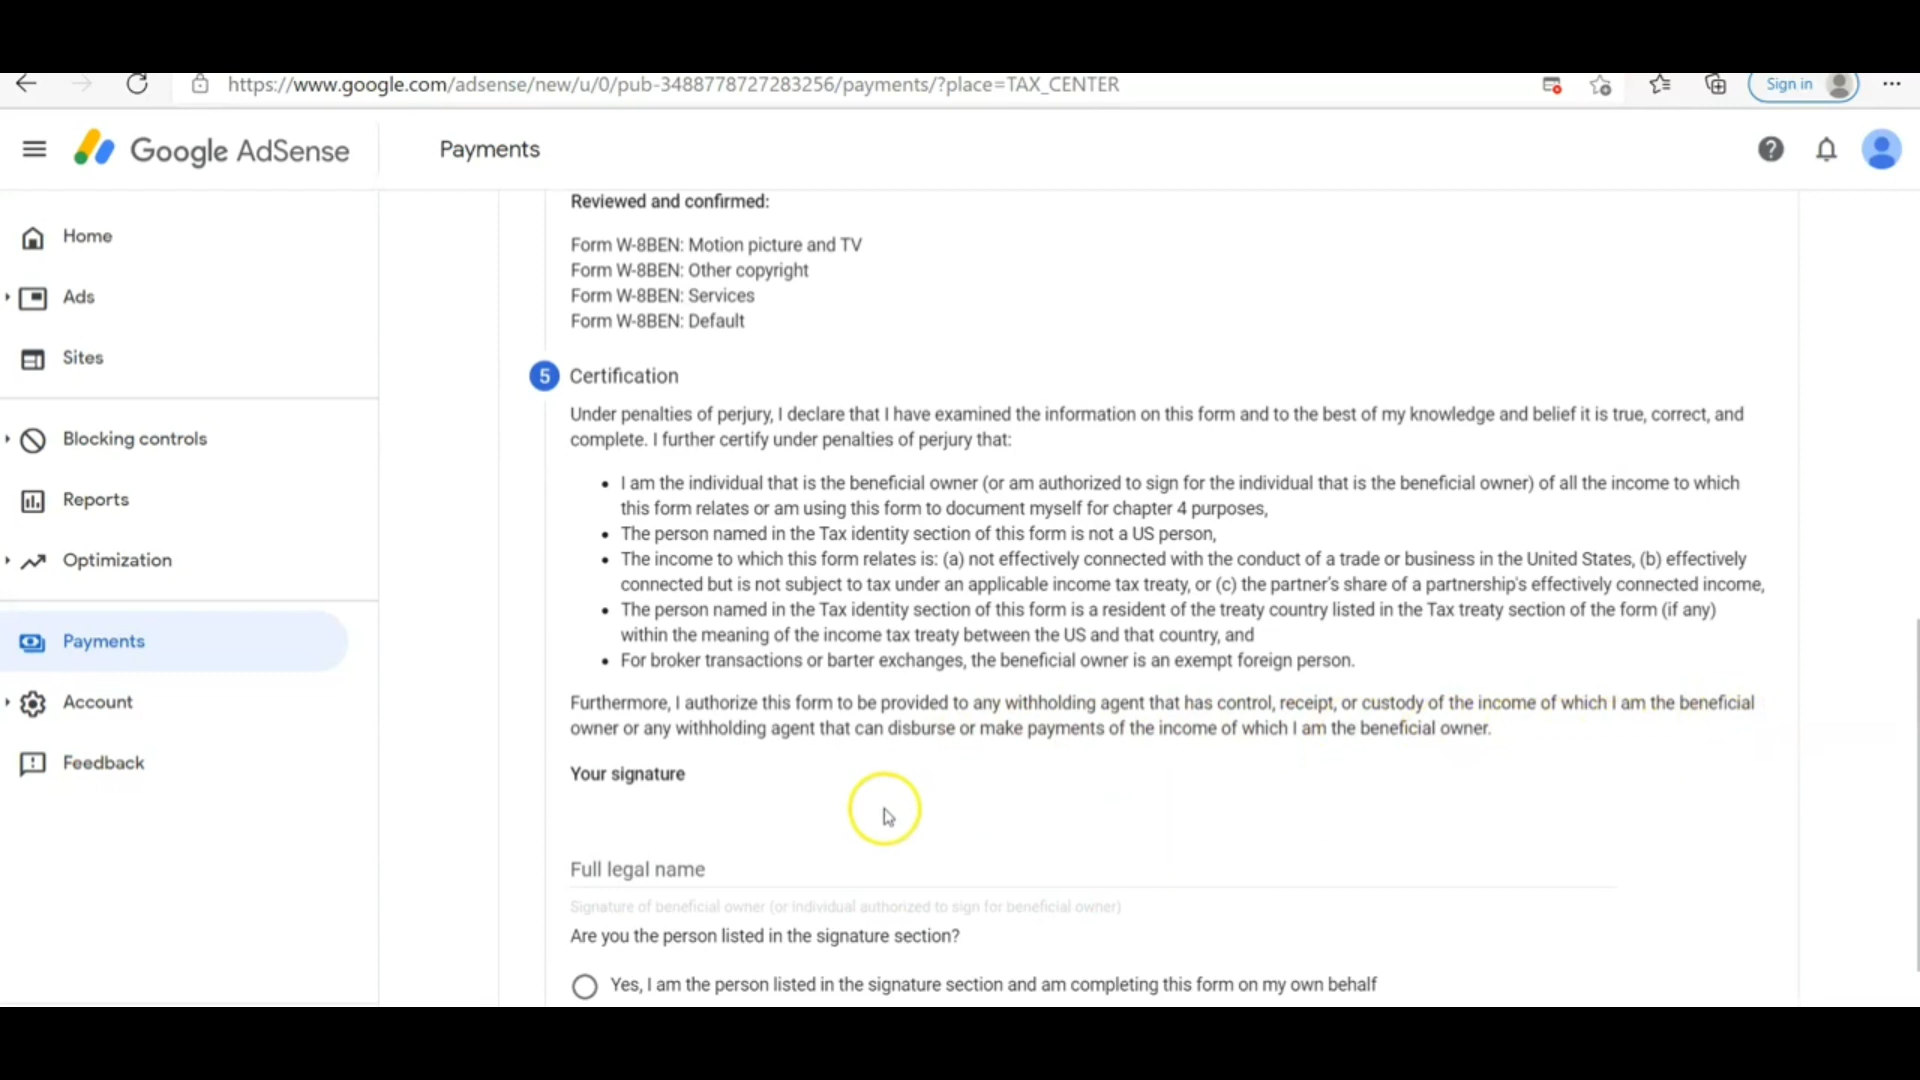 https://www.google.com/adsense/new/u/0/pub-3488778727283256/payments/?place=TAX_CENTER
Sign in
Google AdSense
Payments
Home
Ads
Sites
Blocking controls
Reports
Optimization
Payments
Account
Feedback
Reviewed and confirmed:
Form W-8BEN: Motion picture and TV
Form W-8BEN: Other copyright
Form W-8BEN: Services
Form W-8BEN: Default
5 Certification
Under penalties of perjury, I declare that I have examined the information on this form and to the best of my knowledge and belief it is true, correct, and
complete. I further certify under penalties of perjury that:
• I am the individual that is the beneficial owner (or am authorized to sign for the individual that is the beneficial owner) of all the income to which
this form relates or am using this form to document myself for chapter 4 purposes,
• The person named in the Tax identity section of this form is not a US person,
• The income to which this form relates is: (a) not effectively connected with the conduct of a trade or business in the United States, (b) effectively
connected but is not subject to tax under an applicable income tax treaty, or (c) the partner's share of a partnership's effectively connected income,
• The person named in the Tax identity section of this form is a resident of the treaty country listed in the Tax treaty section of the form (if any)
within the meaning of the income tax treaty between the US and that country, and
• For broker transactions or barter exchanges, the beneficial owner is an exempt foreign person.
Furthermore, I authorize this form to be provided to any withholding agent that has control, receipt, or custody of the income of which I am the beneficial
owner or any withholding agent that can disburse or make payments of the income of which I am the beneficial owner.
Your signature
Full legal name
Signature of beneficial owner (or individual authorized to sign for beneficial owner)
Are you the person listed in the signature section?
Yes, I am the person listed in the signature section and am completing this form on my own behalf